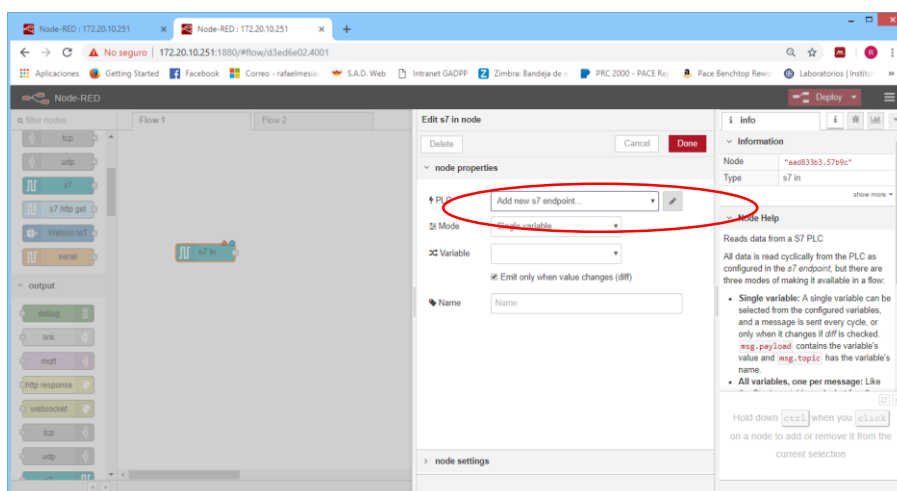 Node-RED : 172.20.10.251 × Node-RED : 172.20.10.251 × +
No seguro | 172.20.10.251:1880/#flow/d3ed6e02.4001
Aplicaciones Getting Started Facebook Correo - rafaelmesia S.A.D. Web Intranet GADPP Zimbra: Bandeja de e PRC 2000 - PACE Re Pace Benchtop Rewo Laboratorios | Institu »
Node-RED Deploy
filter nodes Flow 1 Flow 2 Edit s7 in node i info i
tcp
Delete Cancel Done
Information
udp
node properties
Node "aad833b3.57b9c"
s7
Type s7 in
s7 http get
PLC Add new s7 endpoint...
show more
Watson IoT
Mode Single variable
Node Help
serial
s7 in
Variable
Reads data from a S7 PLC
Emit only when value changes (diff)
All data is read cyclically from the PLC as
configured in the s7 endpoint, but there are
three modes of making it available in a flow:
output
Name Name
debug
• Single variable: A single variable can be
selected from the configured variables,
and a message is sent every cycle, or
only when it changes if diff is checked.
msg.payload contains the variable's
value and msg.topic has the variable's
name.
link
mqtt
http response
• All variables, one per message: Like
websocket
tcp
Hold down ctrl when you click
on a node to add or remove it from the
current selection
udp
node settings
s7